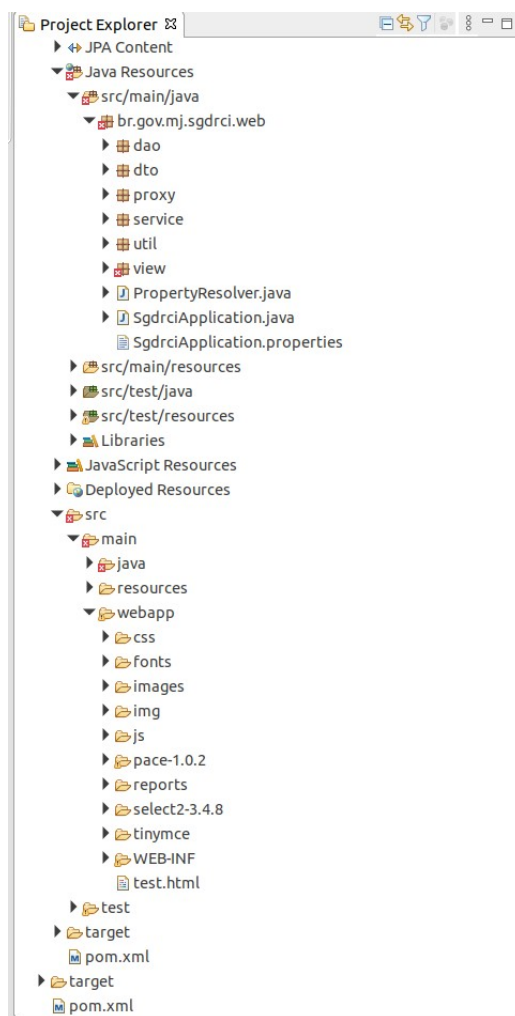 Project Explorer
JPA Content
Java Resources
src/main/java
br.gov.mj.sgdrci.web
dao
dto
proxy
service
util
view
PropertyResolver.java
SgdrciApplication.java
SgdrciApplication.properties
src/main/resources
src/test/java
src/test/resources
Libraries
JavaScript Resources
Deployed Resources
src
main
java
resources
webapp
css
fonts
images
img
js
pace-1.0.2
reports
select2-3.4.8
tinymce
WEB-INF
test.html
test
target
pom.xml
target
pom.xml